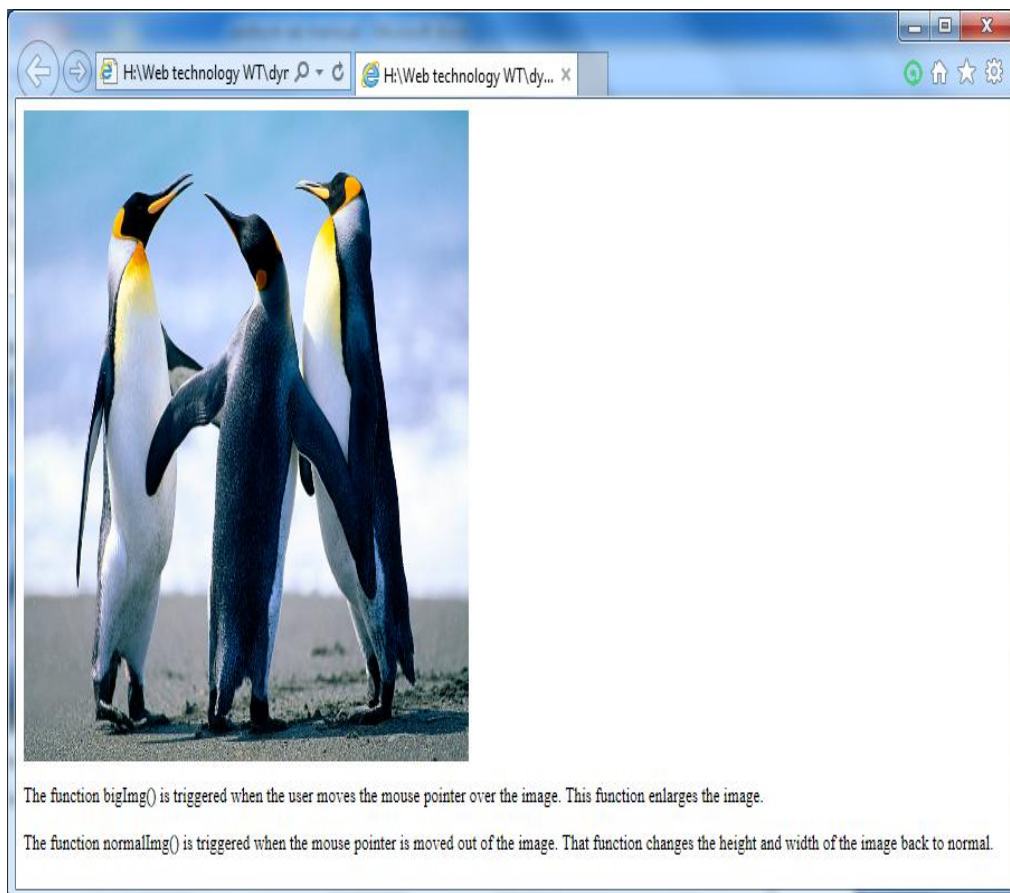 H:\Web technology WT\dyr
H:\Web technology WT\dy...
The function bigImg() is triggered when the user moves the mouse pointer over the image. This function enlarges the image.
The function normalImg() is triggered when the mouse pointer is moved out of the image. That function changes the height and width of the image back to normal.